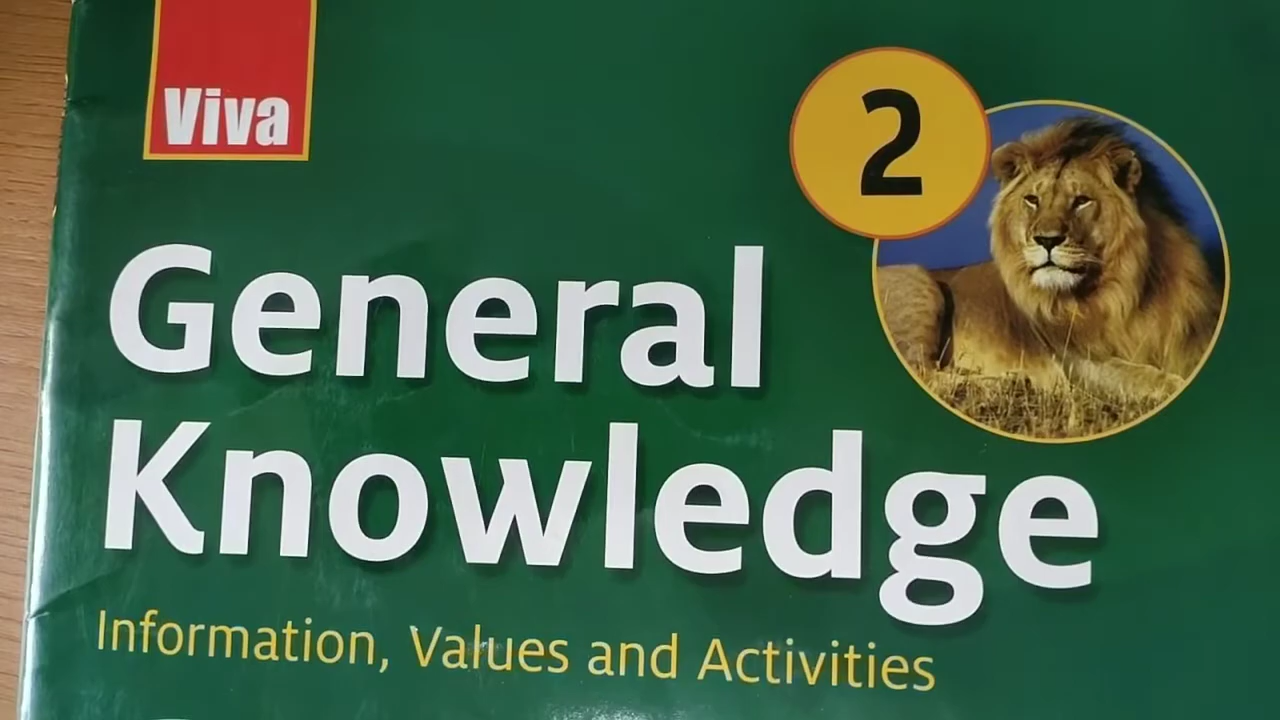 Viva
2
General
Knowledge
Information, Values and Activities